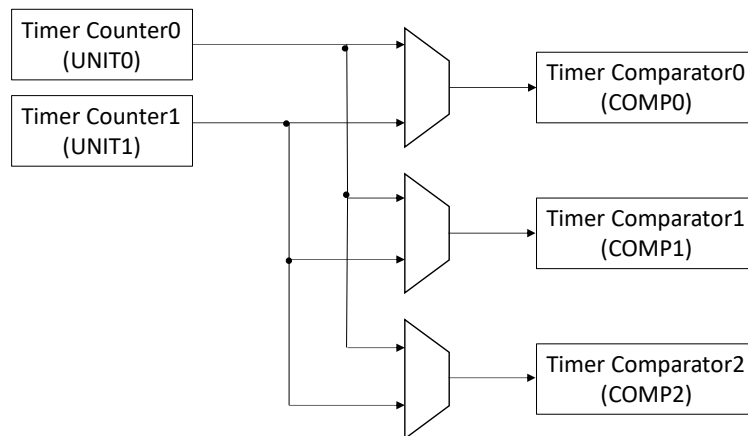 Timer Counter0
(UNIT0)
Timer Counter1
(UNIT1)
Timer Comparator0
(COMP0)
Timer Comparator1
(COMP1)
Timer Comparator2
(COMP2)